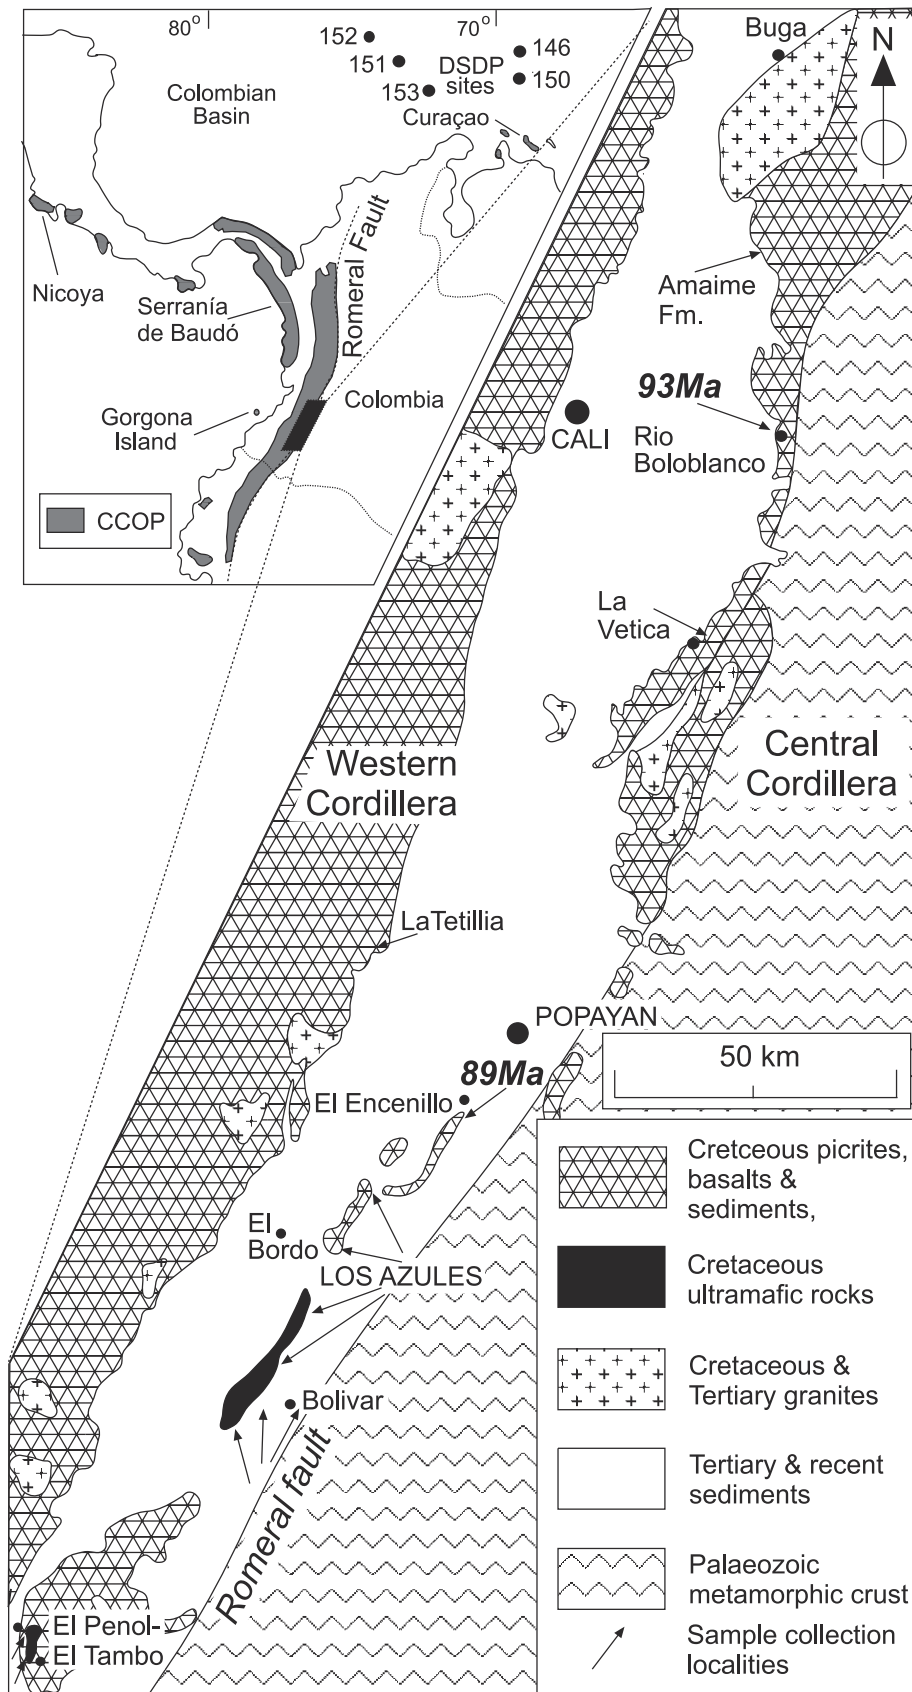 80°
70°
152
146
151
DSDP
sites
150
153
Colombian
Basin
Curaçao
Nicoya
Serranía
de Baudó
Romeral Fault
Gorgona
Island
Colombia
CCOP
Buga
N
Amaime
Fm.
93Ma
CALI
Rio
Boloblanco
La
Vetica
Western
Cordillera
Central
Cordillera
LaTetillia
POPAYAN
50 km
89Ma
El Encenillo
El
Bordo
LOS AZULES
Bolivar
Romeral fault
El Penol-
El Tambo
Cretceous picrites,
basalts &
sediments,
Cretaceous
ultramafic rocks
Cretaceous &
Tertiary granites
Tertiary & recent
sediments
Palaeozoic
metamorphic crust
Sample collection
localities